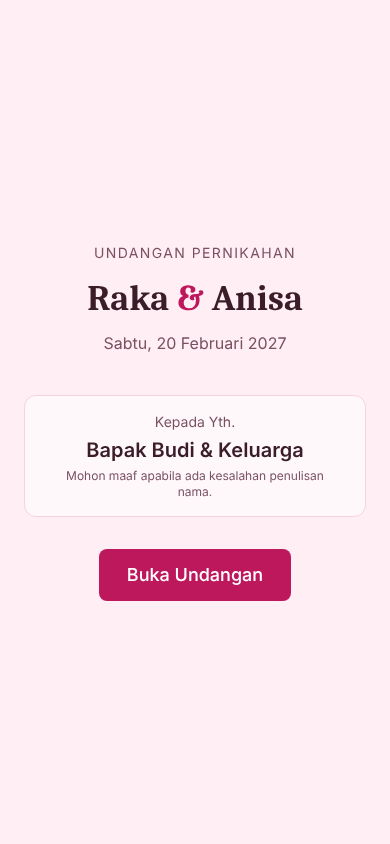 UNDANGAN PERNIKAHAN
Raka & Anisa
Sabtu, 20 Februari 2027
Kepada Yth.
Bapak Budi & Keluarga
Mohon maaf apabila ada kesalahan penulisan
nama.
Buka Undangan